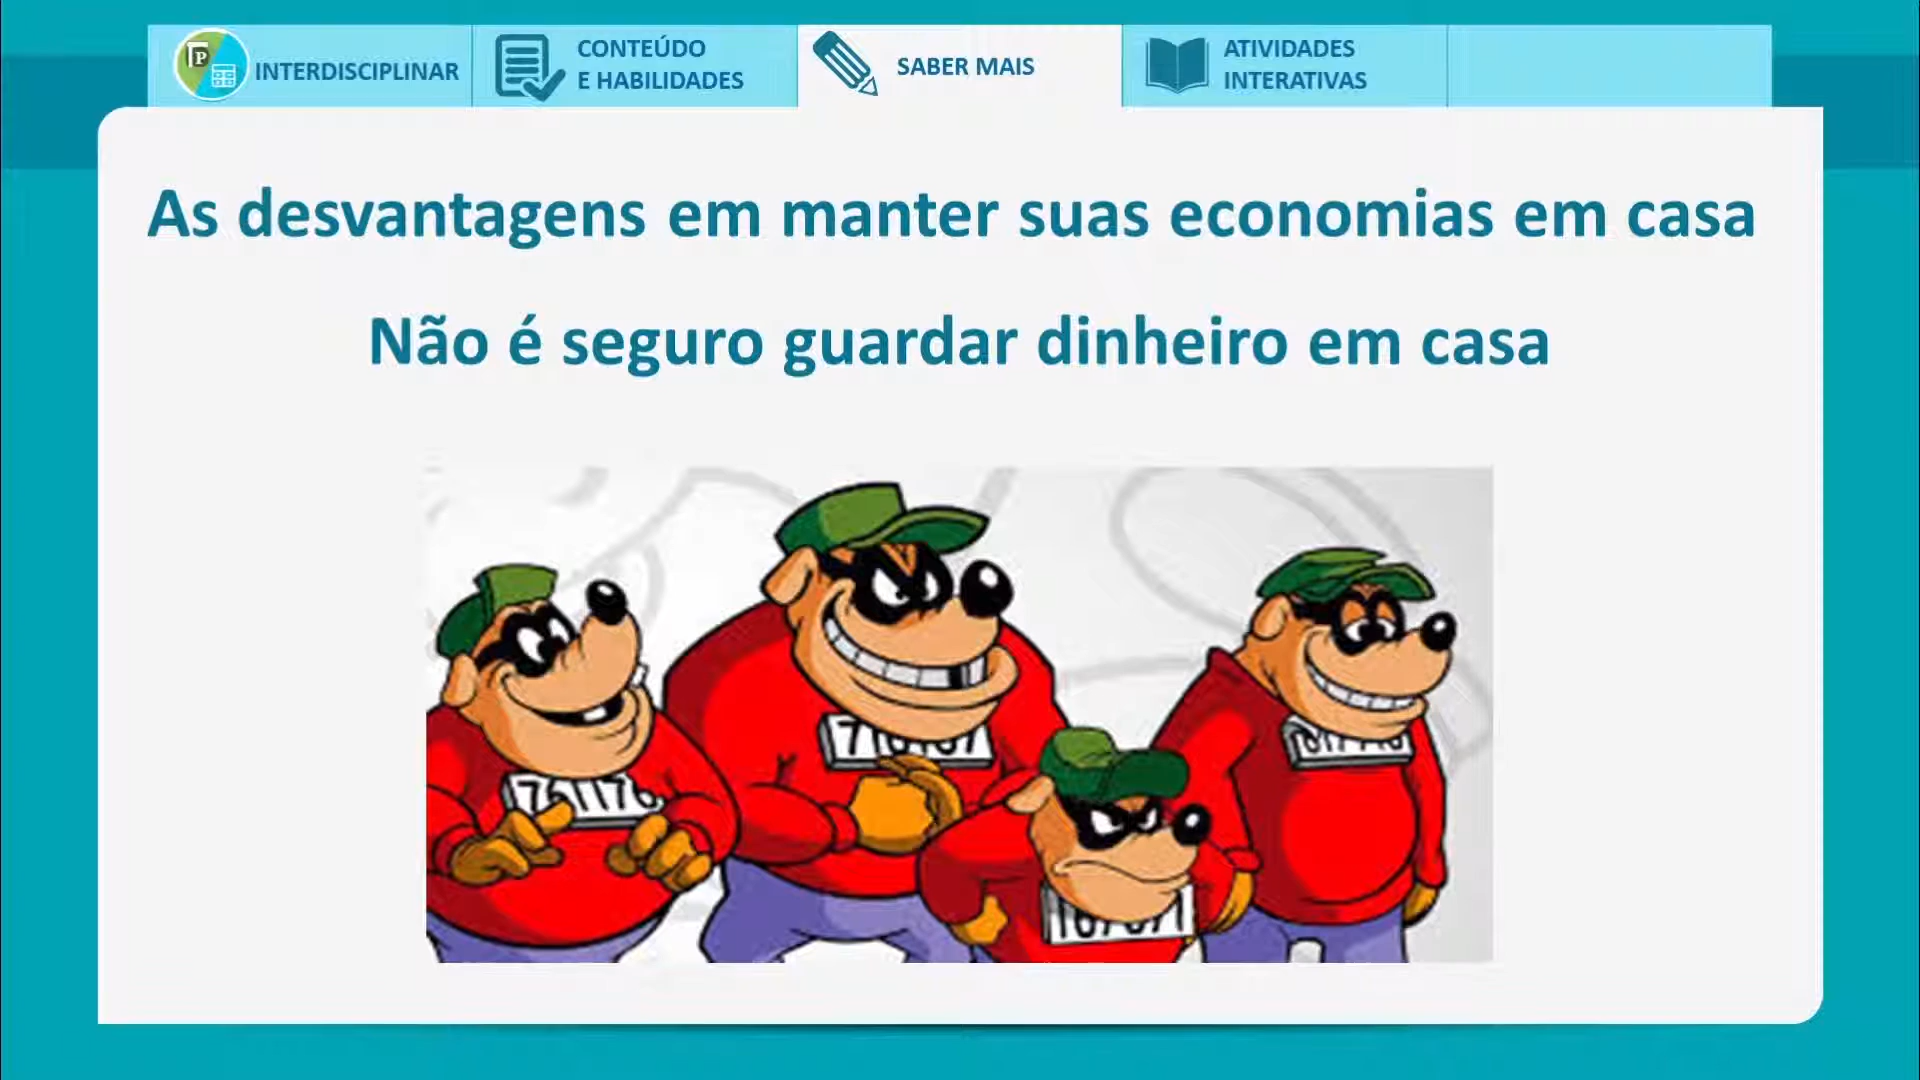 INTERDISCIPLINAR
CONTEÚDO
E HABILIDADES
SABER MAIS
ATIVIDADES
INTERATIVAS
As desvantagens em manter suas economias em casa
Não é seguro guardar dinheiro em casa